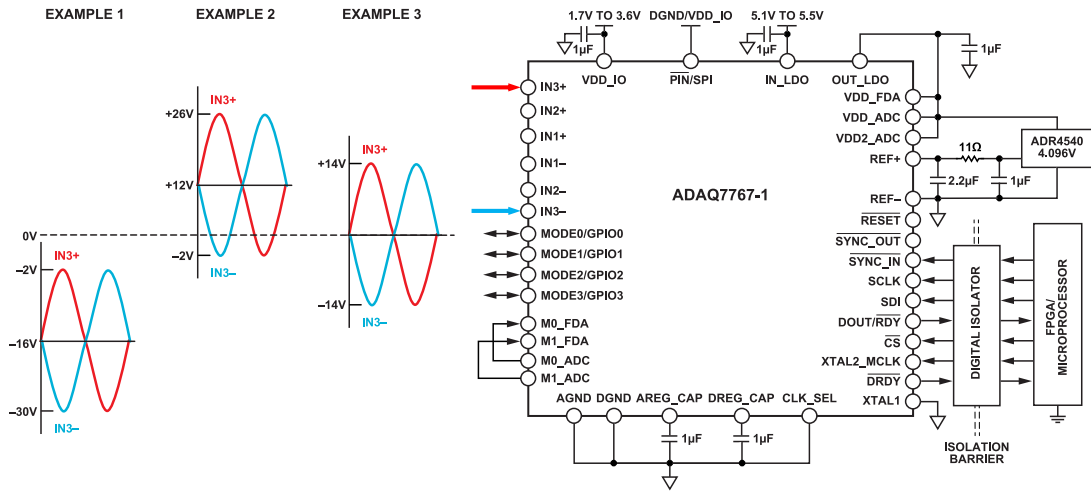 EXAMPLE 1
EXAMPLE 2
EXAMPLE 3
IN3+
+26V
+12V
–2V
IN3–
IN3+
+14V
–14V
IN3–
0V
–2V
IN3+
–16V
–30V
IN3–
1.7V TO 3.6V
1µF
VDD_IO
DGND/VDD_IO
PIN/SPI
5.1V TO 5.5V
1µF
IN_LDO
OUT_LDO
1µF
IN3+
IN2+
IN1+
IN1–
IN2–
IN3–
MODE0/GPIO0
MODE1/GPIO1
MODE2/GPIO2
MODE3/GPIO3
M0_FDA
M1_FDA
M0_ADC
M1_ADC
ADAQ7767-1
VDD_FDA
VDD_ADC
VDD2_ADC
REF+
REF–
RESET
SYNC_OUT
SYNC_IN
SCLK
SDI
DOUT/RDY
CS
XTAL2_MCLK
DRDY
XTAL1
11Ω
2.2µF
1µF
ADR4540
4.096V
AGND
DGND
AREG_CAP
DREG_CAP
CLK_SEL
1µF
1µF
DIGITAL ISOLATOR
FPGA/
MICROPROCESSOR
ISOLATION
BARRIER